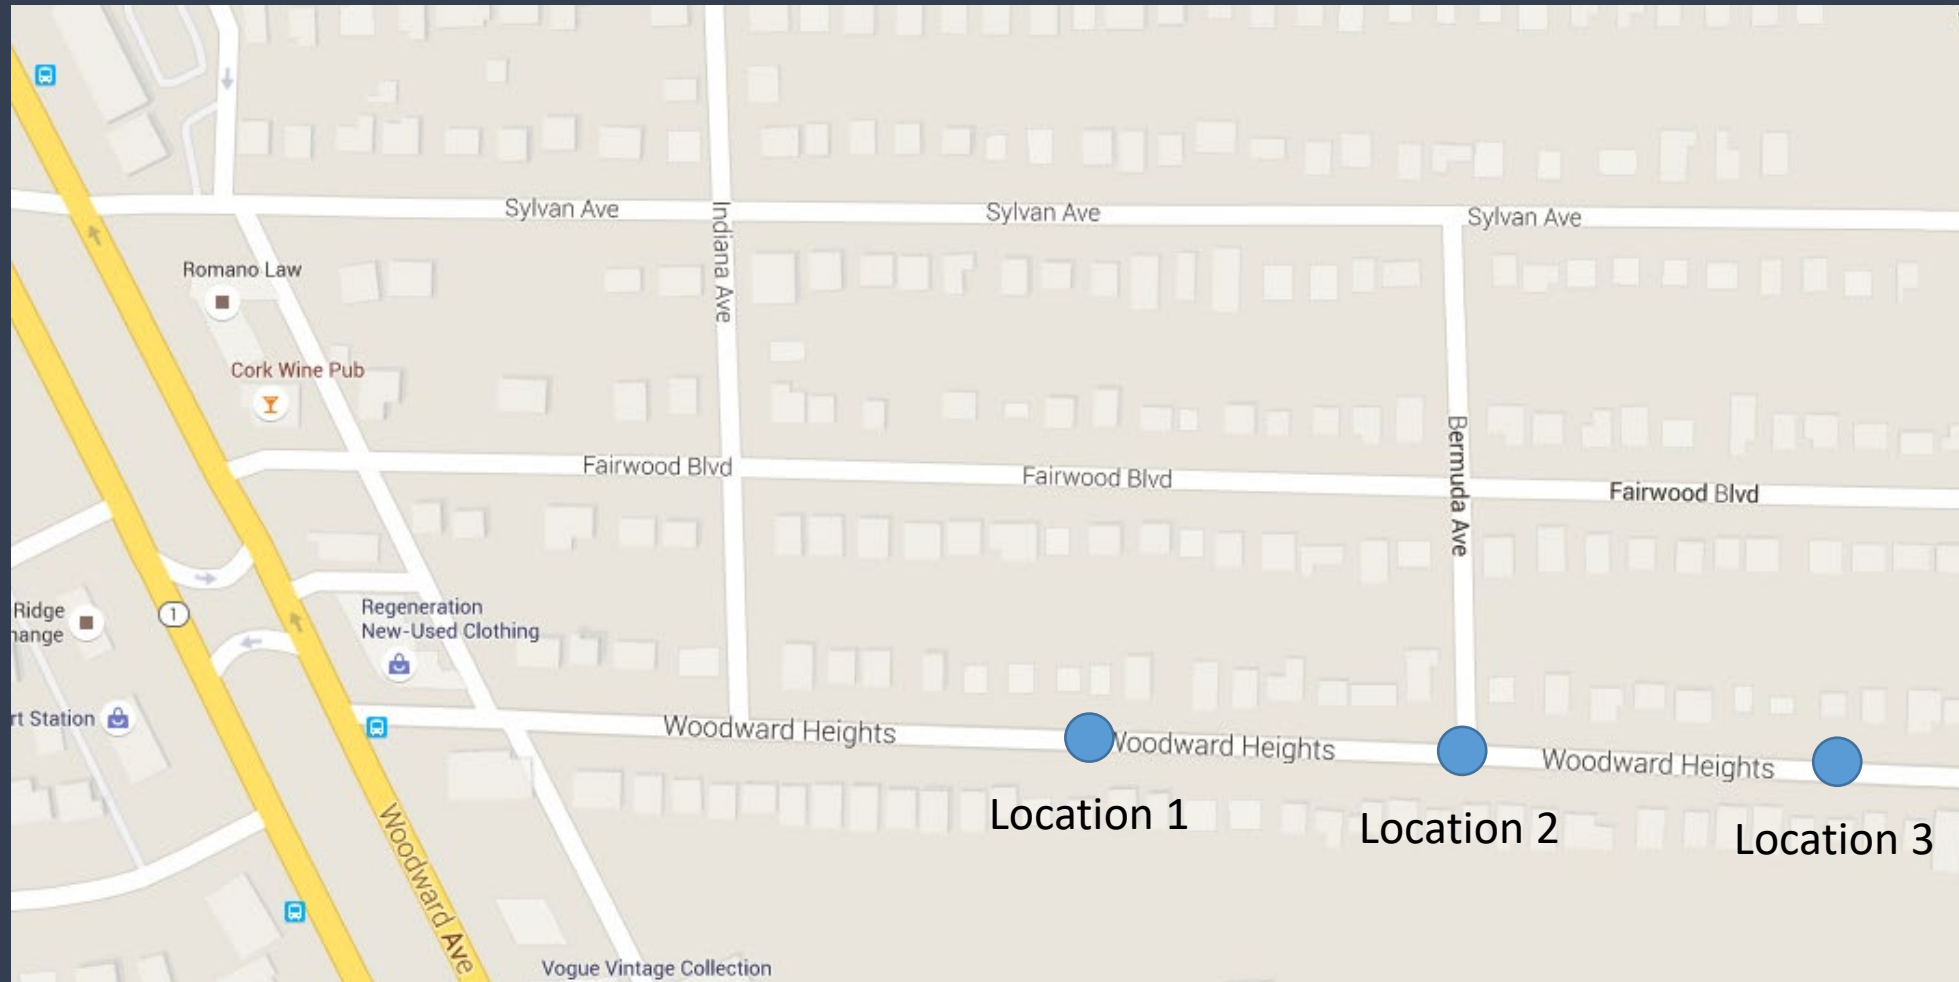 Sylvan Ave
Sylvan Ave
Sylvan Ave
Indiana Ave
Romano Law
Cork Wine Pub
Fairwood Blvd
Fairwood Blvd
Fairwood Blvd
Bermuda Ave
Ridge
hange
1
Regeneration
New-Used Clothing
rt Station
Woodward Heights
Woodward Heights
Woodward Heights
Location 1
Location 2
Location 3
Woodward Ave
Vogue Vintage Collection